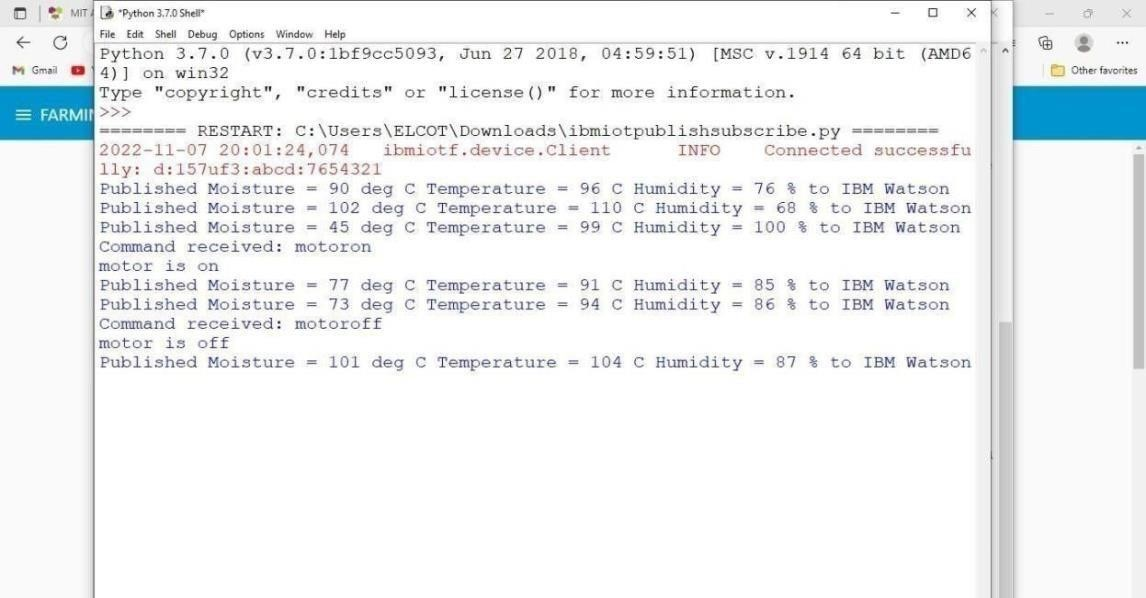 MIT
*Python 3.7.0 Shell*
File Edit Shell Debug Options Window Help
Python 3.7.0 (v3.7.0:1bf9cc5093, Jun 27 2018, 04:59:51) [MSC v.1914 64 bit (AMD6
4)] on win32
Type "copyright", "credits" or "license()" for more information.
>>>
======== RESTART: C:\Users\ELCOT\Downloads\ibmiotpublishsubscribe.py ========
2022-11-07 20:01:24,074 ibmiotf.device.Client INFO Connected successfu
lly: d:157uf3:abcd:7654321
Published Moisture = 90 deg C Temperature = 96 C Humidity = 76 % to IBM Watson
Published Moisture = 102 deg C Temperature = 110 C Humidity = 68 % to IBM Watson
Published Moisture = 45 deg C Temperature = 99 C Humidity = 100 % to IBM Watson
Command received: motoron
motor is on
Published Moisture = 77 deg C Temperature = 91 C Humidity = 85 % to IBM Watson
Published Moisture = 73 deg C Temperature = 94 C Humidity = 86 % to IBM Watson
Command received: motoroff
motor is off
Published Moisture = 101 deg C Temperature = 104 C Humidity = 87 % to IBM Watson
Gmail
Other favorites